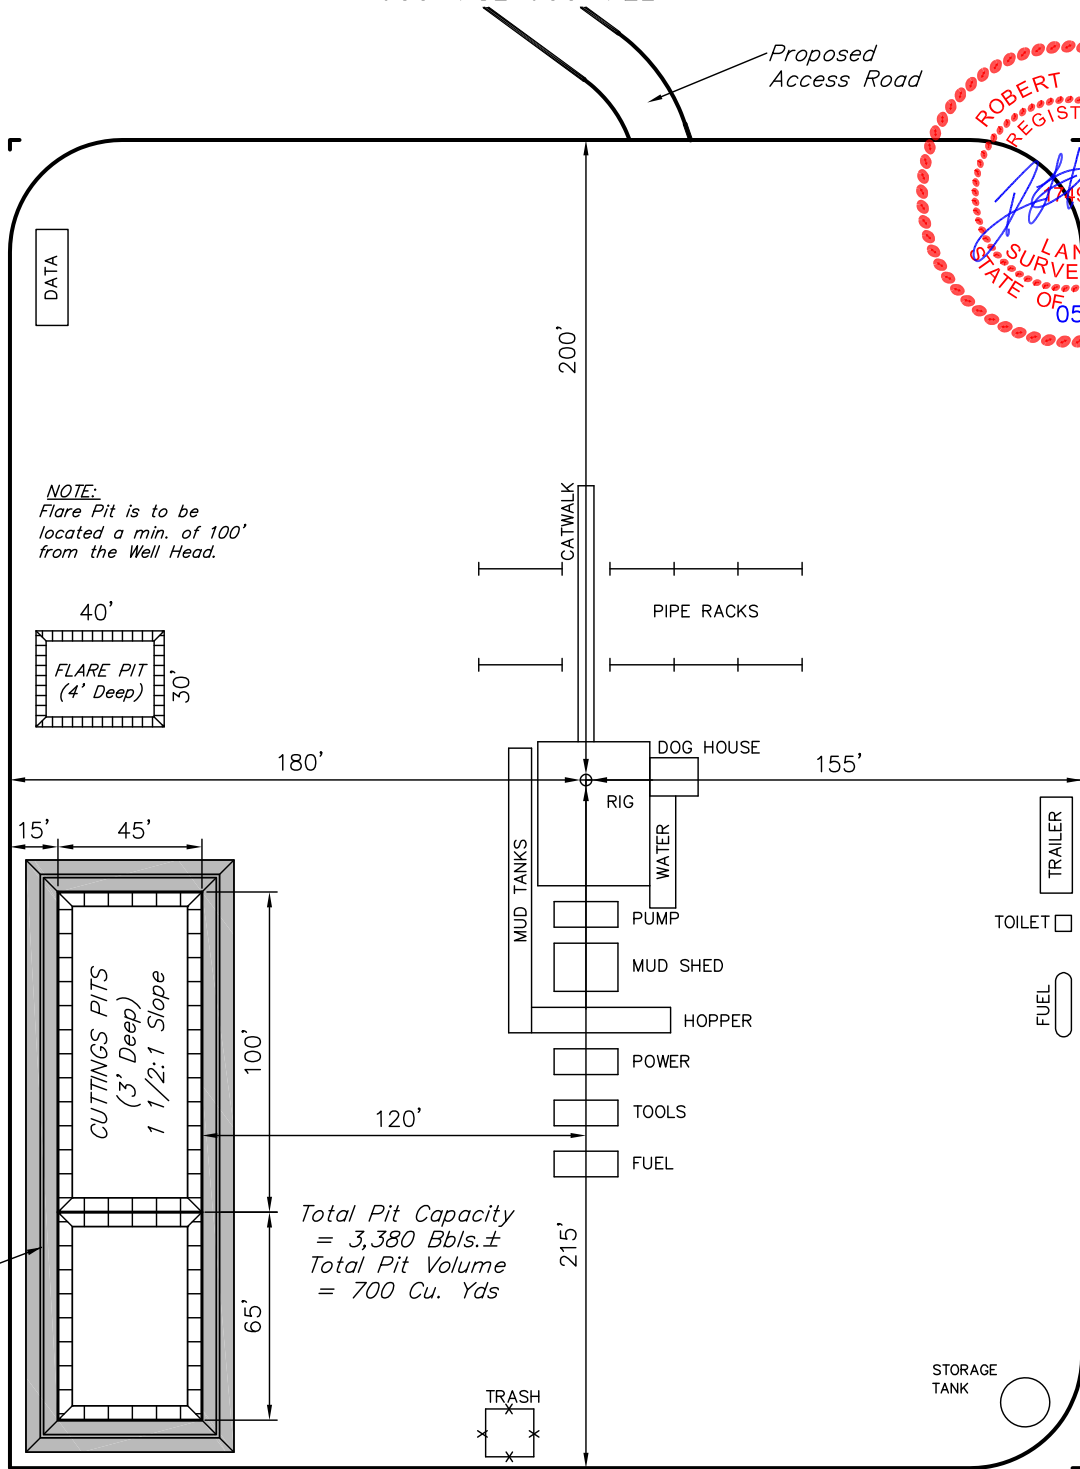 Proposed
Access Road
ROBERT
REGIST
LAN
SURVE
STATE OF
05
DATA
200'
NOTE:
Flare Pit is to be
located a min. of 100'
from the Well Head.
CATWALK
PIPE RACKS
40'
FLARE PIT
(4' Deep)
30'
DOG HOUSE
180'
155'
RIG
15'
45'
MUD TANKS
WATER
TRAILER
PUMP
TOILET
MUD SHED
CUTTINGS PITS
(3' Deep)
1 1/2:1 Slope
100'
FUEL
HOPPER
POWER
TOOLS
120'
FUEL
Total Pit Capacity
= 3,380 Bbls.±
Total Pit Volume
= 700 Cu. Yds
215'
65'
STORAGE
TANK
TRASH